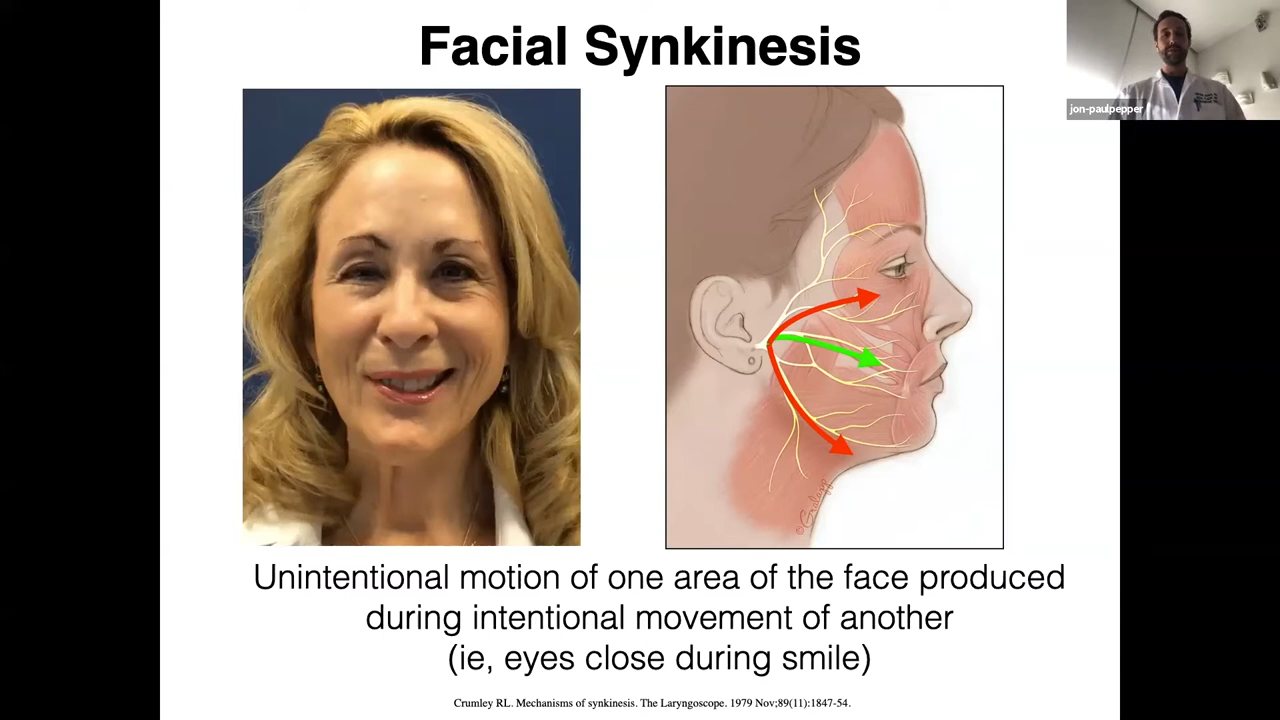 Facial Synkinesis
jon-paulpepper
Unintentional motion of one area of the face produced
during intentional movement of another
(ie, eyes close during smile)
Crumley RL. Mechanisms of synkinesis. The Laryngoscope. 1979 Nov;89(11):1847-54.